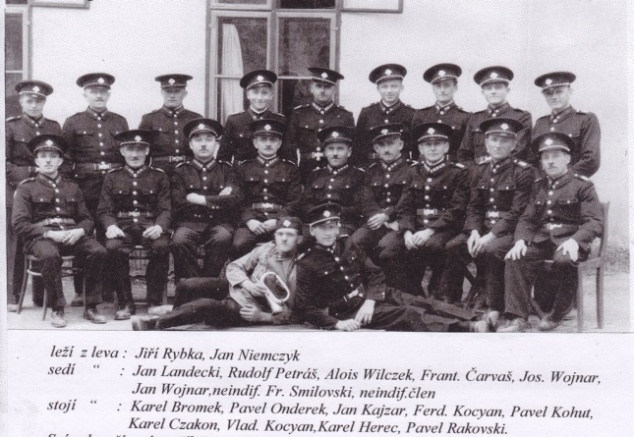 leží z leva : Jiří Rybka, Jan Niemczyk
sedí “ : Jan Landecki, Rudolf Petráš, Alois Wilczek, Frant. Čarvaš, Jos. Wojnar,
Jan Wojnar,neindif. Fr. Smilovski, neindif.člen
stojí “ : Karel Bromek, Pavel Onderek, Jan Kajzar, Ferd. Kocyan, Pavel Kohut,
Karel Czakon, Vlad. Kocyan,Karel Herec, Pavel Rakovski.